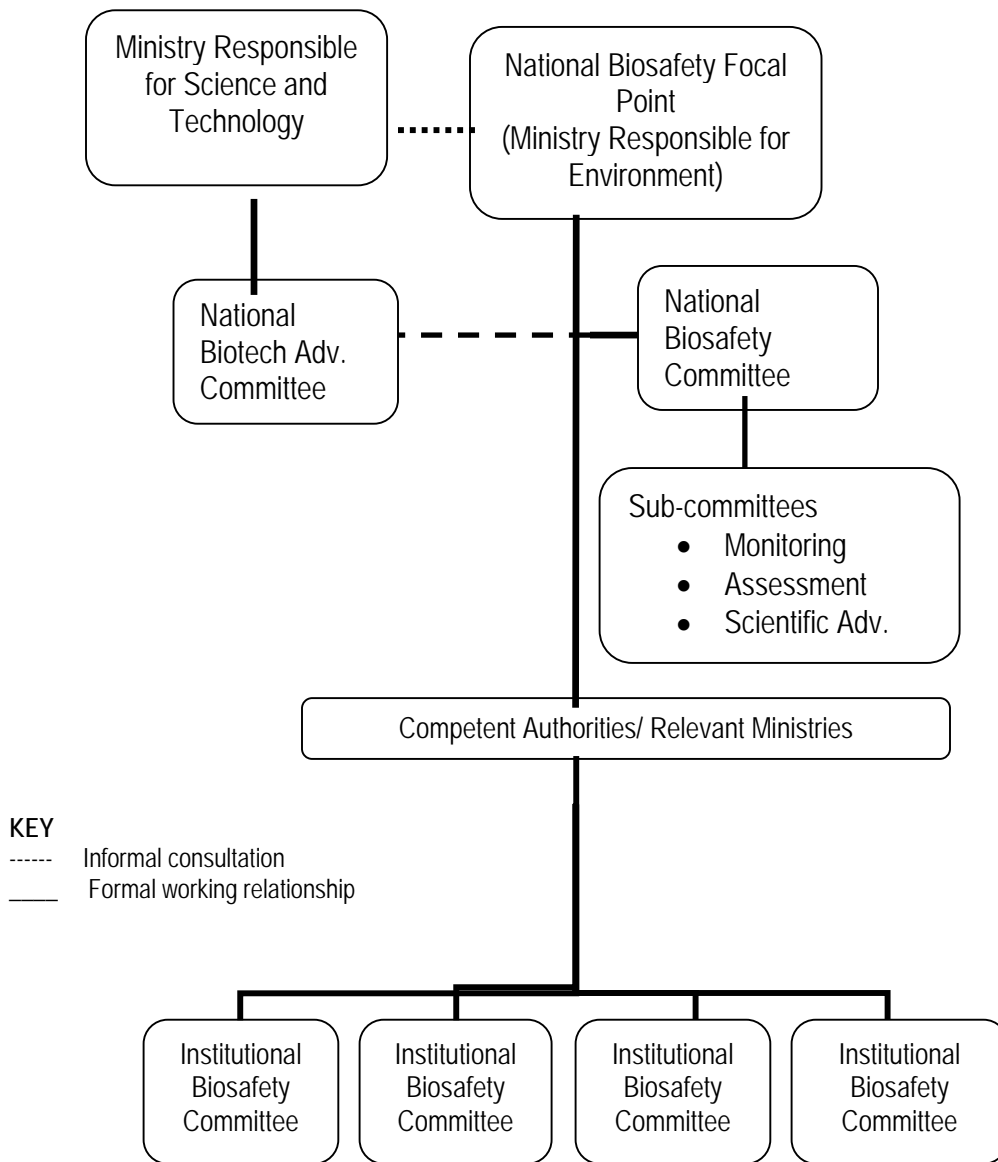 Ministry Responsible
for Science and
Technology
National Biosafety Focal
Point
(Ministry Responsible for
Environment)
National
Biotech Adv.
Committee
National
Biosafety
Committee
Sub-committees
• Monitoring
• Assessment
• Scientific Adv.
Competent Authorities/ Relevant Ministries
KEY
------ Informal consultation
____ Formal working relationship
Institutional
Biosafety
Committee
Institutional
Biosafety
Committee
Institutional
Biosafety
Committee
Institutional
Biosafety
Committee